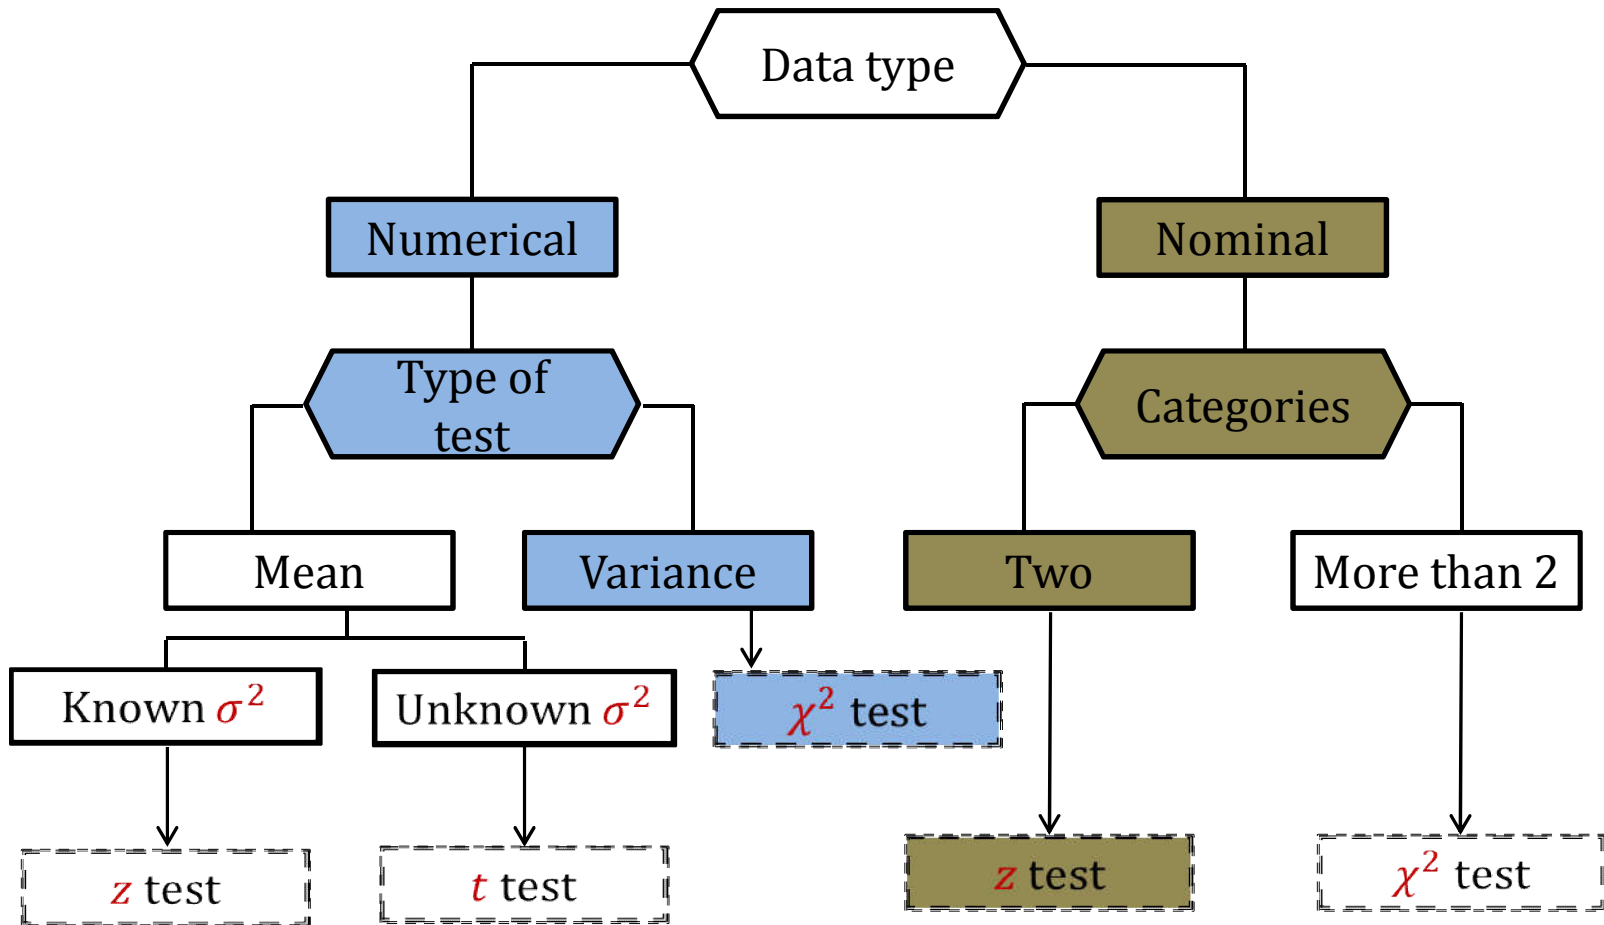 Data type
Numerical
Nominal
Type of
test
Categories
Mean
Variance
Two
More than 2
Known σ²
Unknown σ²
χ² test
z test
t test
z test
χ² test